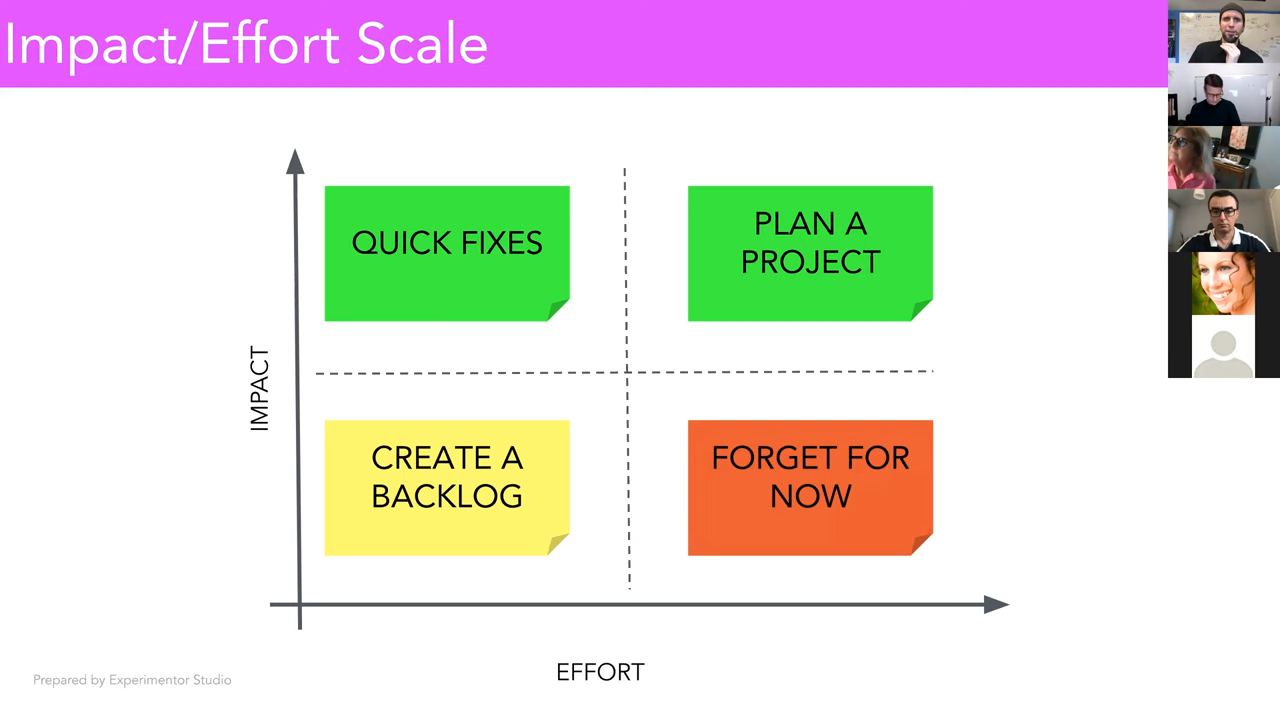 Impact/Effort Scale
QUICK FIXES
PLAN A
PROJECT
IMPACT
CREATE A
BACKLOG
FORGET FOR
NOW
EFFORT
Prepared by Experimentor Studio